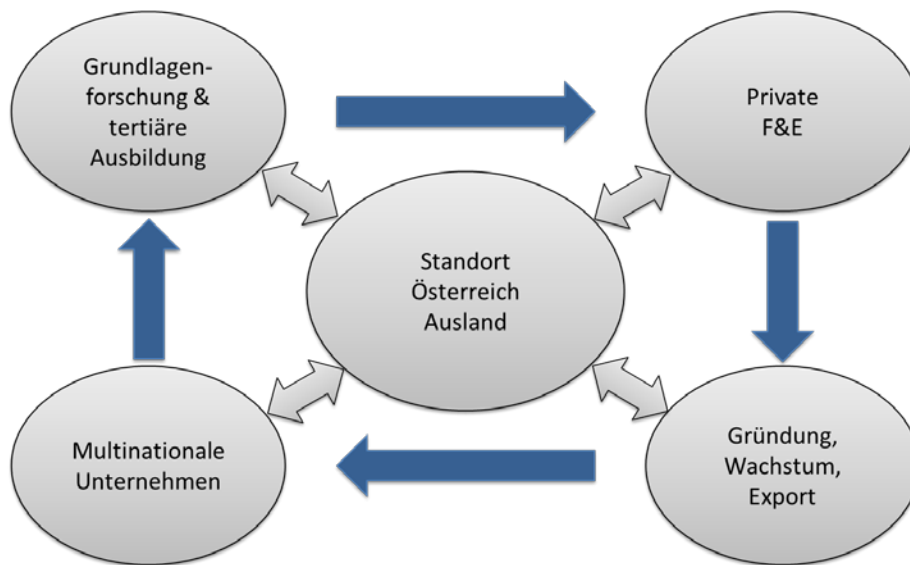 Grundlagen-
forschung &
tertiäre
Ausbildung
Private
F&E
Standort
Österreich
Ausland
Multinationale
Unternehmen
Gründung,
Wachstum,
Export